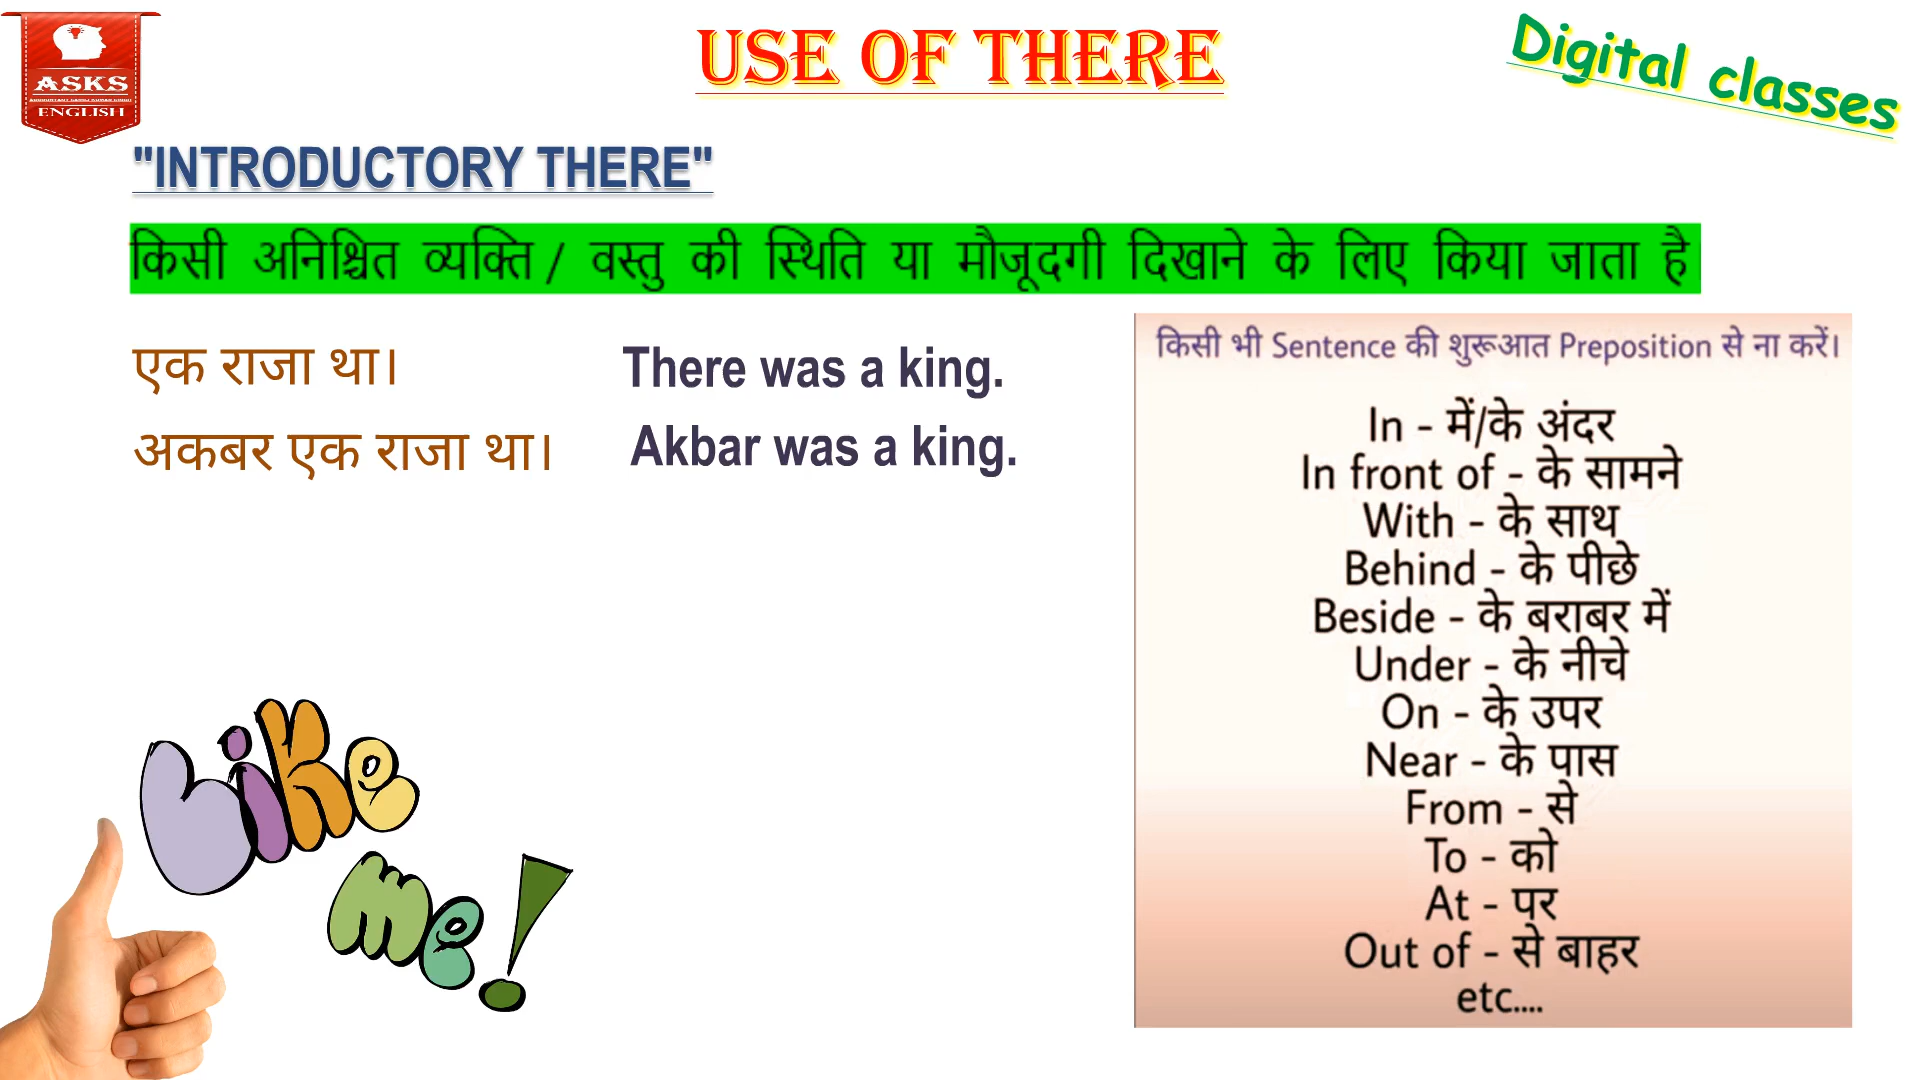 ASKS
ENGLISH
USE OF THERE
Digital classes
"INTRODUCTORY THERE"
किसी अनिश्चित व्यक्ति / वस्तु की स्थिति या मौजूदगी दिखाने के लिए किया जाता है
एक राजा था। There was a king.
अकबर एक राजा था। Akbar was a king.
किसी भी Sentence की शुरूआत Preposition से ना करें।
In - में/के अंदर
In front of - के सामने
With - के साथ
Behind - के पीछे
Beside - के बराबर में
Under - के नीचे
On - के उपर
Near - के पास
From - से
To - को
At - पर
Out of - से बाहर
etc....
Like
me!